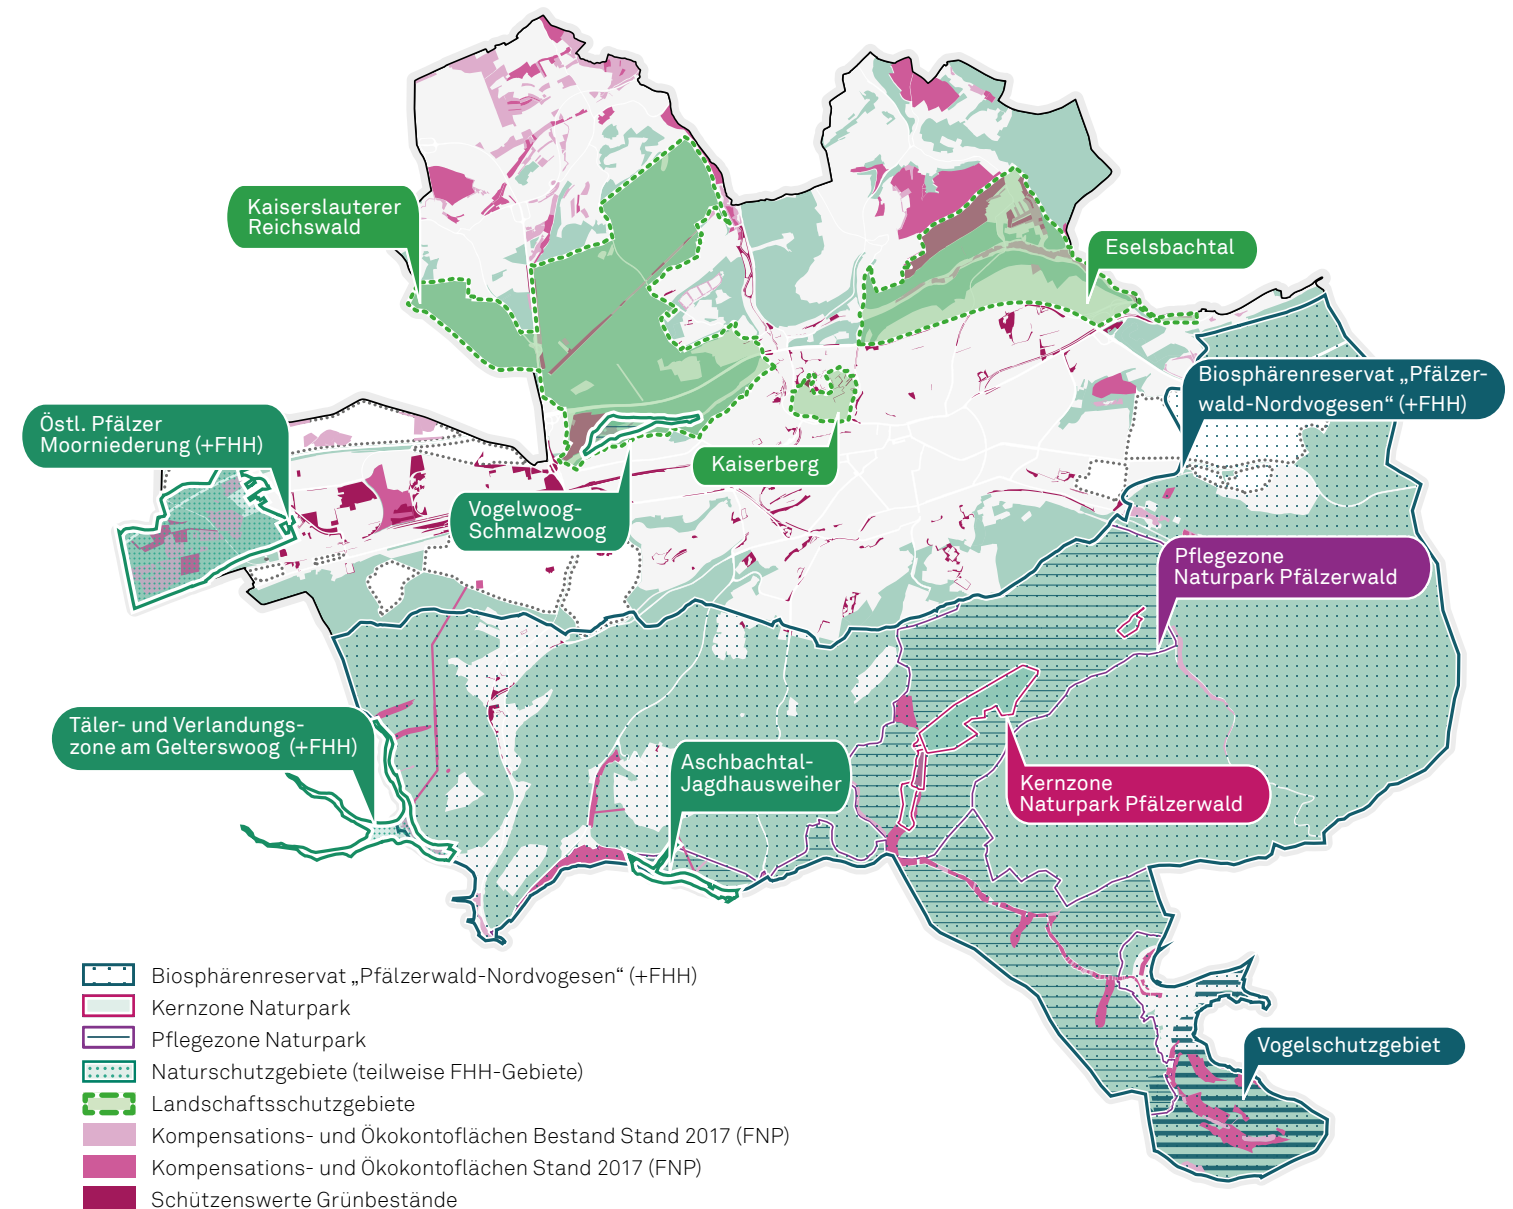 Kaiserslauterer
Reichswald
Eselsbachtal
Biosphärenreservat „Pfälzer-
wald-Nordvogesen“ (+FHH)
Östl. Pfälzer
Moorniederung (+FHH)
Kaiserberg
Vogelwoog-
Schmalzwoog
Pflegezone
Naturpark Pfälzerwald
Täler- und Verlandungs-
zone am Gelterswoog (+FHH)
Aschbachtal-
Jagdhausweiher
Kernzone
Naturpark Pfälzerwald
Vogelschutzgebiet
Biosphärenreservat „Pfälzerwald-Nordvogesen“ (+FHH)
Kernzone Naturpark
Pflegezone Naturpark
Naturschutzgebiete (teilweise FHH-Gebiete)
Landschaftsschutzgebiete
Kompensations- und Ökokontoflächen Bestand Stand 2017 (FNP)
Kompensations- und Ökokontoflächen Stand 2017 (FNP)
Schützenswerte Grünbestände